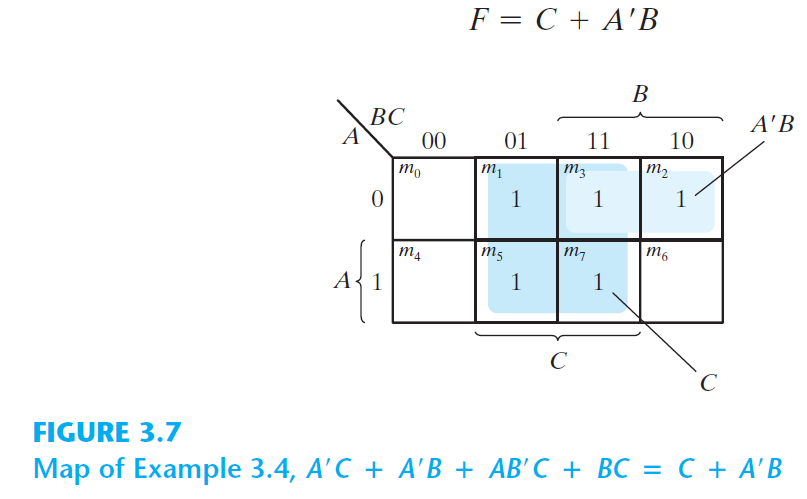 F = C + A′B
B
BC
A
A′B
00 01 11 10
m₀ m₁ m₃ m₂
0 1 1 1
m₄ m₅ m₇ m₆
A 1 1 1
C
C
FIGURE 3.7
Map of Example 3.4, A′C + A′B + AB′C + BC = C + A′B